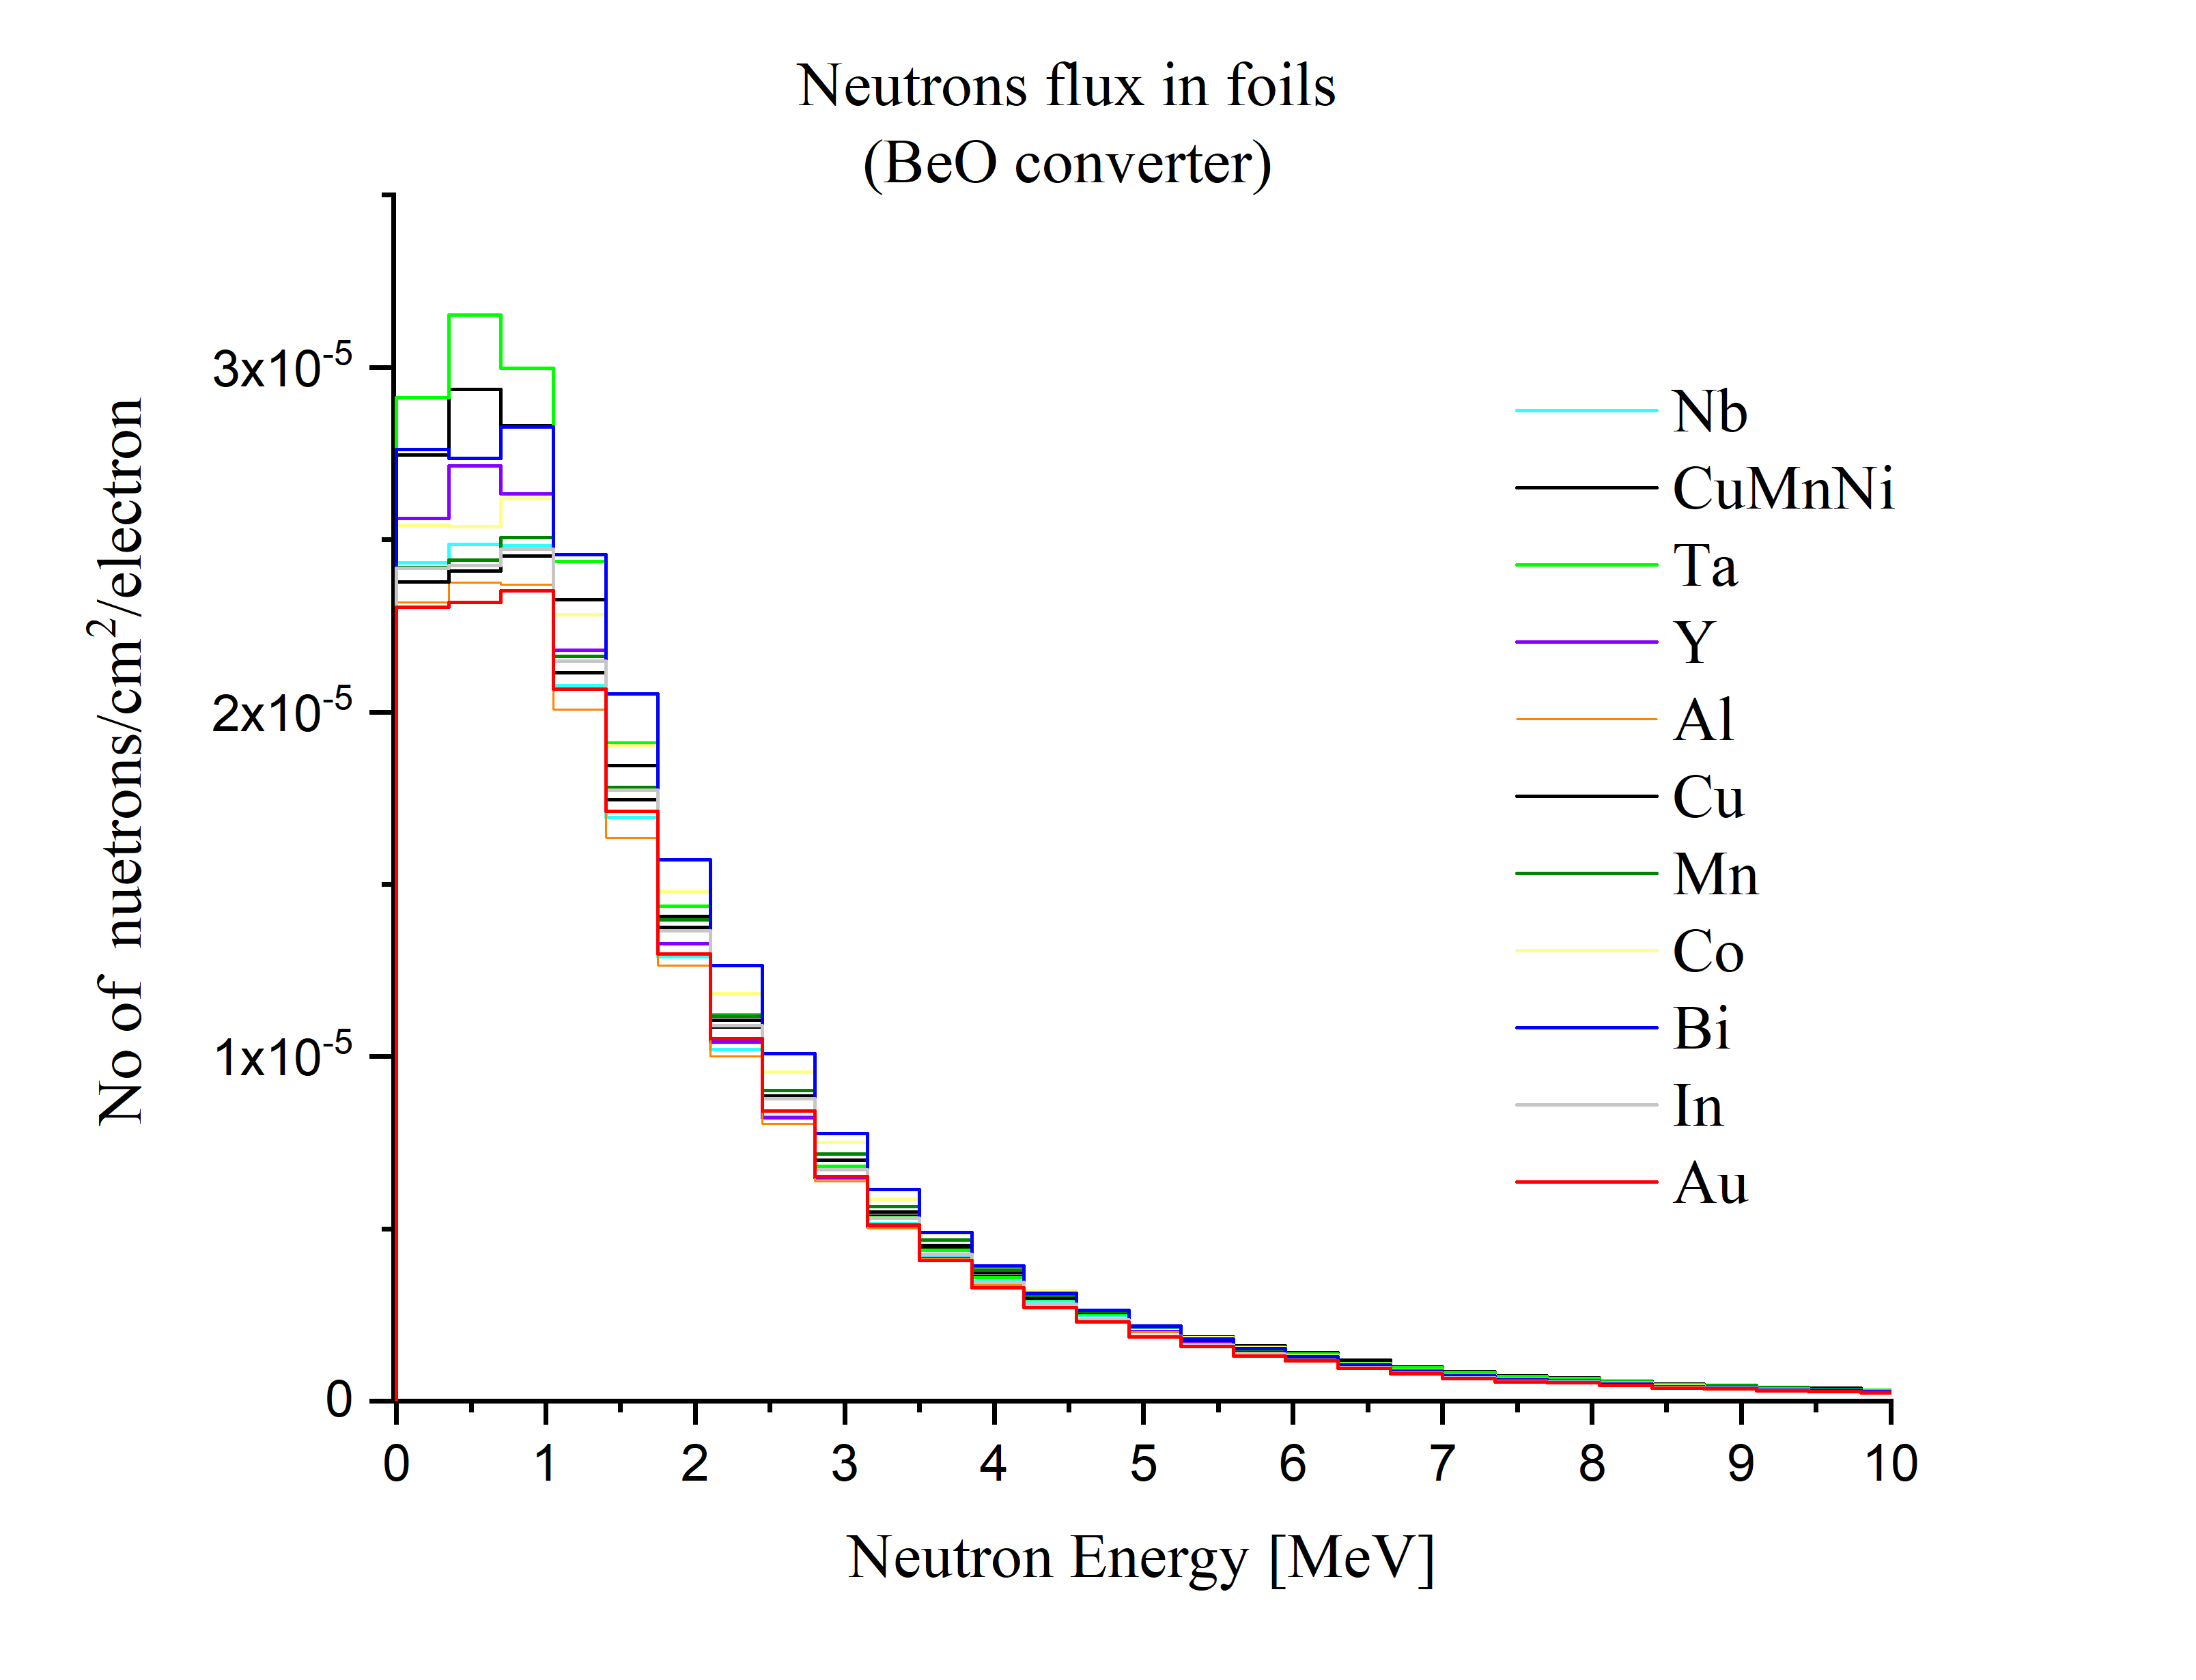 Neutrons flux in foils
(BeO converter)
No of nuetrons/cm²/electron
3x10⁻⁵
2x10⁻⁵
1x10⁻⁵
0
0 1 2 3 4 5 6 7 8 9 10
Neutron Energy [MeV]
Nb
CuMnNi
Ta
Y
Al
Cu
Mn
Co
Bi
In
Au